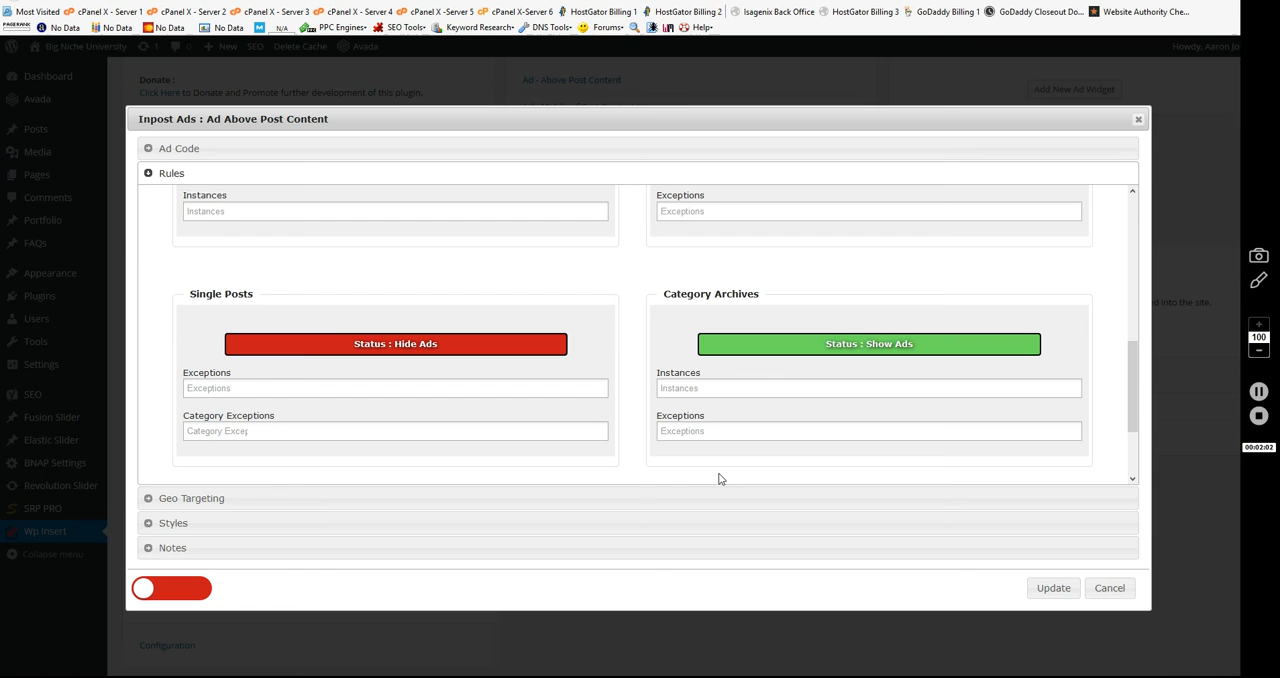 Most Visited cPanel X - Server 1 cPanel X - Server 2 cPanel X - Server 3 cPanel X - Server 4 cPanel X - Server 5 cPanel X-Server 6 HostGator Billing 1 HostGator Billing 2 Isagenix Back Office HostGator Billing 3 GoDaddy Billing 1 GoDaddy Closeout Do... Website Authority Che...
PAGERANK No Data No Data No Data No Data N/A PPC Engines SEO Tools Keyword Research DNS Tools Forums Help
Big Niche University 1 0 New SEO Delete Cache Avada Howdy, Aaron Jo
Dashboard
Avada
Posts
Media
Pages
Comments
Portfolio
FAQs
Appearance
Plugins
Users
Tools
Settings
SEO
Fusion Slider
Elastic Slider
BNAP Settings
Revolution Slider
SRP PRO
Wp Insert
Collapse menu
Donate :
Click Here to Donate and Promote further development of this plugin.
Ad - Above Post Content
Add New Ad Widget
Inpost Ads : Ad Above Post Content
Ad Code
Rules
Instances
Instances
Exceptions
Exceptions
Single Posts
Status : Hide Ads
Exceptions
Exceptions
Category Exceptions
Category Excep
Category Archives
Status : Show Ads
Instances
Instances
Exceptions
Exceptions
Geo Targeting
Styles
Notes
Update Cancel
ed into the site.
Configuration
100
00:02:02